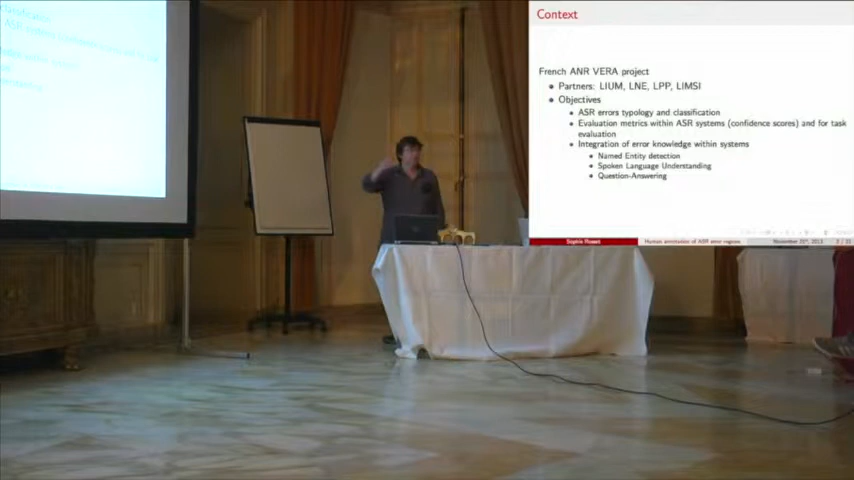 Context
French ANR VERA project
Partners: LIUM, LNE, LPP, LIMSI
Objectives
ASR errors typology and classification
Evaluation metrics within ASR systems (confidence scores) and for task
evaluation
Integration of error knowledge within systems
Named Entity detection
Spoken Language Understanding
Question-Answering
Sophie Rosset
Human annotation of ASR error regions